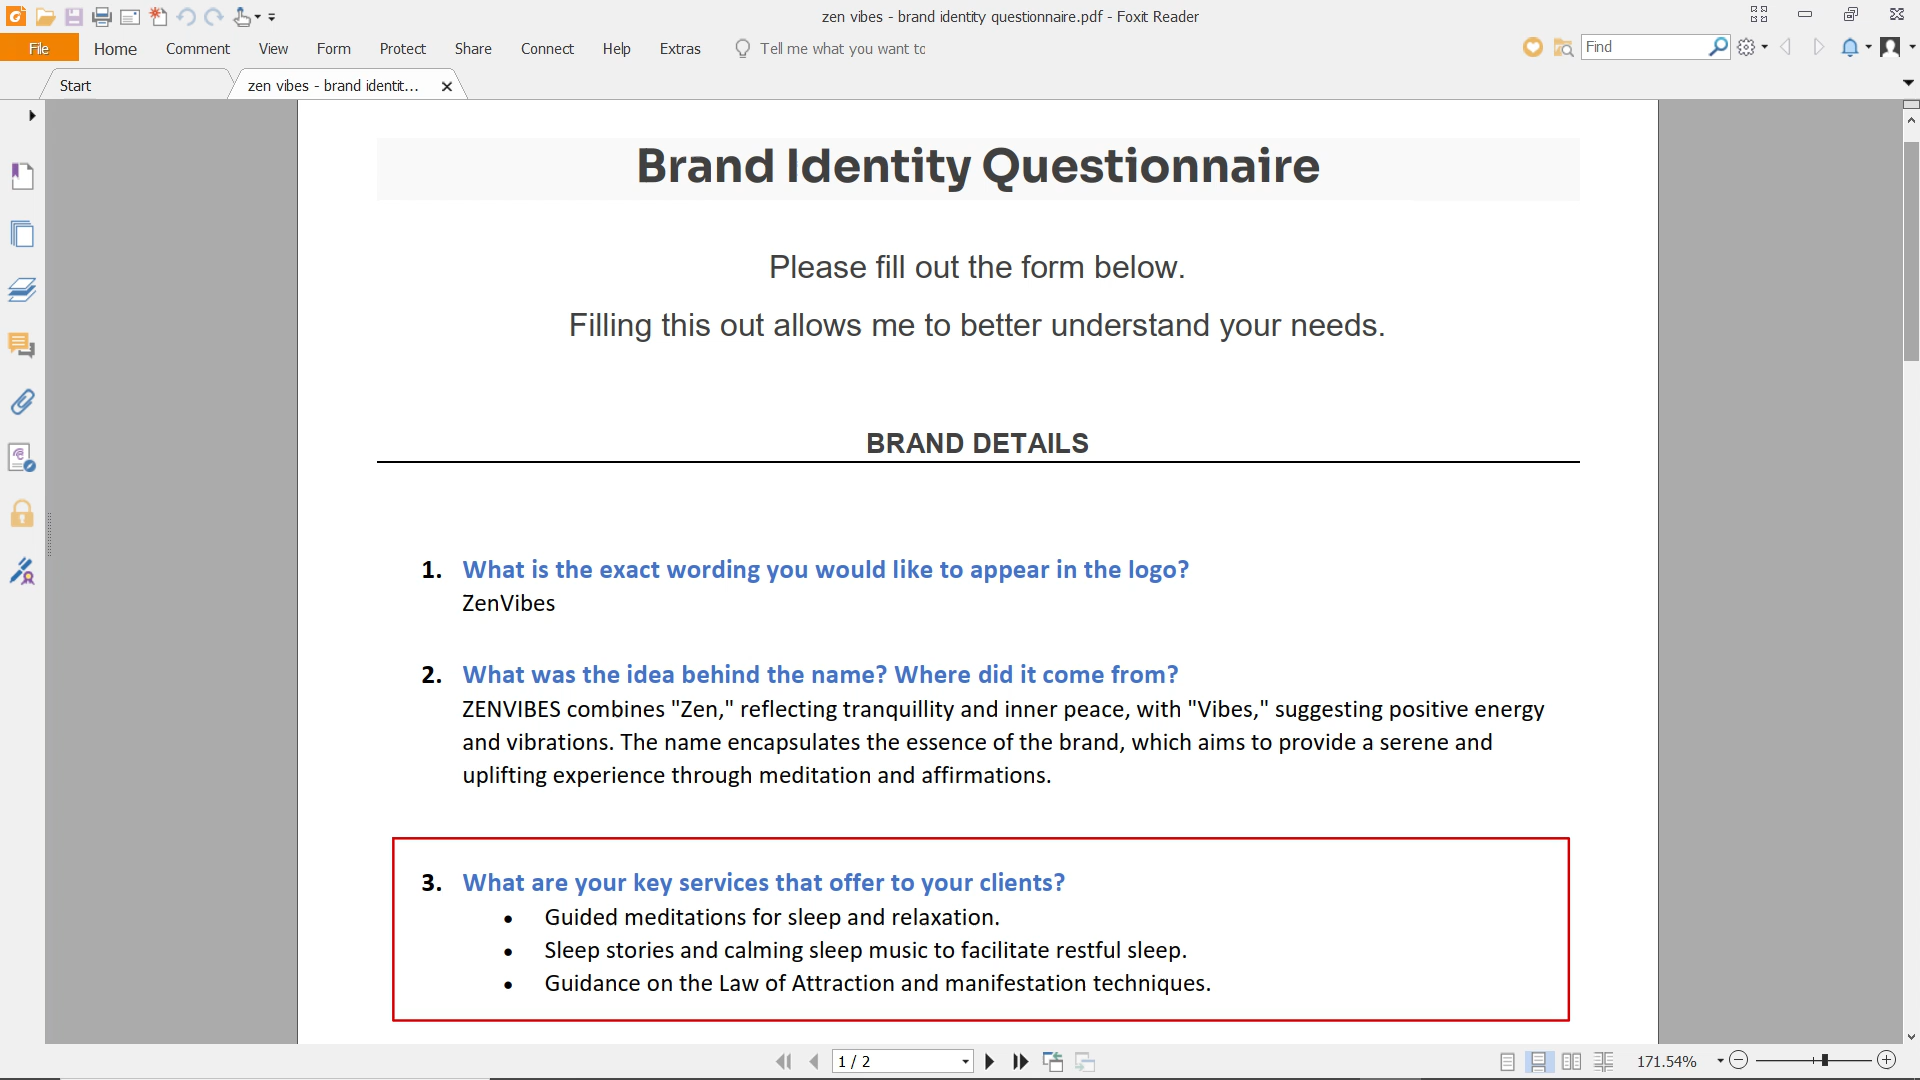 zen vibes - brand identity questionnaire.pdf - Foxit Reader
File Home Comment View Form Protect Share Connect Help Extras Tell me what you want to Find
Start zen vibes - brand identit...
Brand Identity Questionnaire
Please fill out the form below.
Filling this out allows me to better understand your needs.
BRAND DETAILS
1. What is the exact wording you would like to appear in the logo?
ZenVibes
2. What was the idea behind the name? Where did it come from?
ZENVIBES combines "Zen," reflecting tranquillity and inner peace, with "Vibes," suggesting positive energy
and vibrations. The name encapsulates the essence of the brand, which aims to provide a serene and
uplifting experience through meditation and affirmations.
3. What are your key services that offer to your clients?
• Guided meditations for sleep and relaxation.
• Sleep stories and calming sleep music to facilitate restful sleep.
• Guidance on the Law of Attraction and manifestation techniques.
1 / 2 171.54%